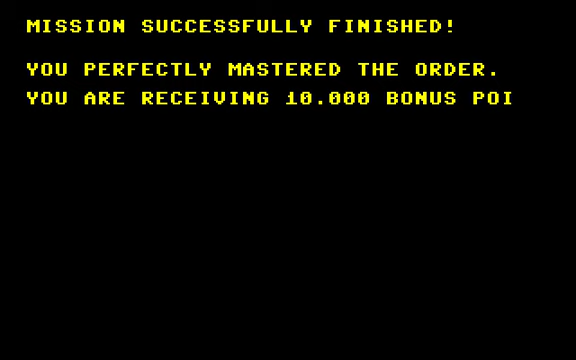 MISSION SUCCESSFULLY FINISHED!
YOU PERFECTLY MASTERED THE ORDER.
YOU ARE RECEIVING 10.000 BONUS POI